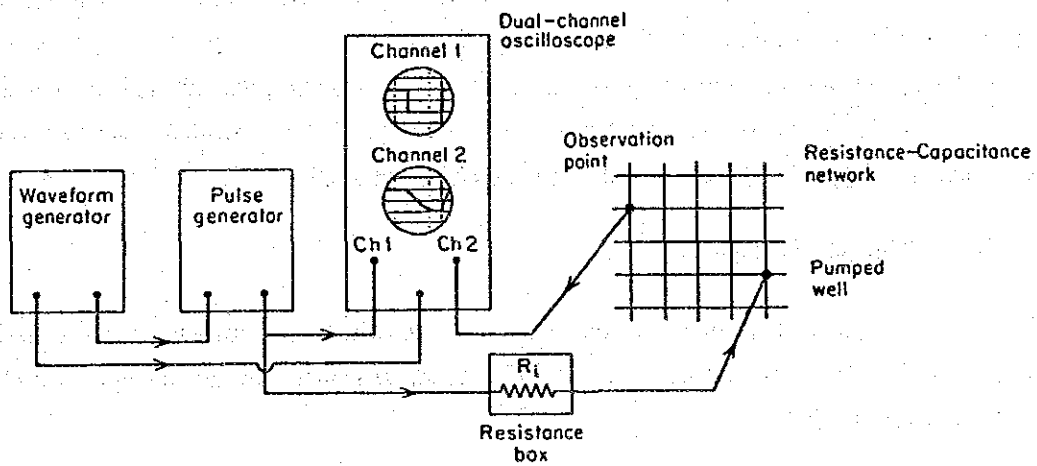 Dual-channel
oscilloscope
Channel 1
Channel 2
Ch 1
Ch 2
Waveform
generator
Pulse
generator
Observation
point
Resistance-Capacitance
network
Pumped
well
Ri
Resistance
box